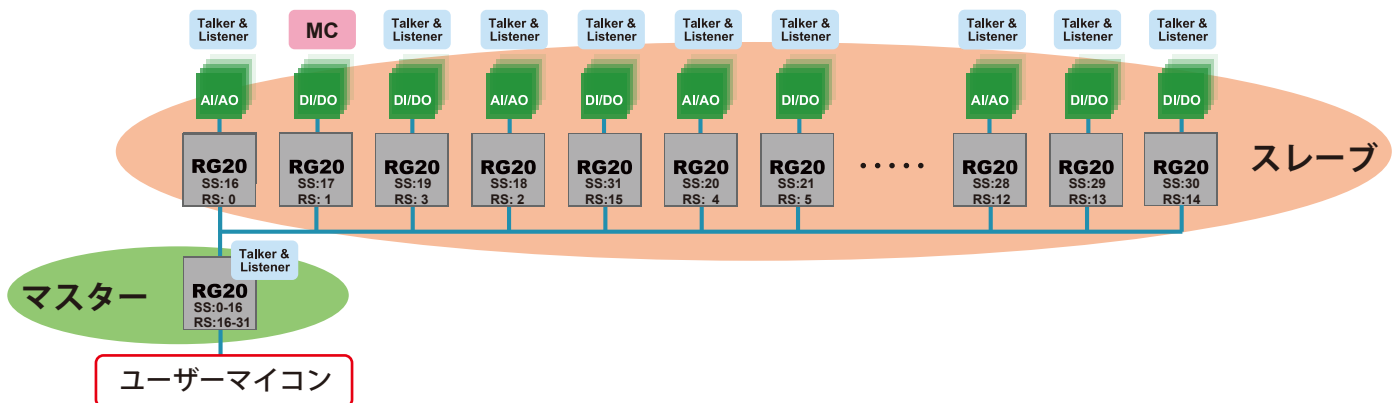 Talker &
Listener
MC
Talker &
Listener
Talker &
Listener
Talker &
Listener
Talker &
Listener
Talker &
Listener
Talker &
Listener
Talker &
Listener
Talker &
Listener
AI/AO
DI/DO
DI/DO
AI/AO
DI/DO
AI/AO
DI/DO
AI/AO
DI/DO
DI/DO
RG20
SS:16
RS: 0
RG20
SS:17
RS: 1
RG20
SS:19
RS: 3
RG20
SS:18
RS: 2
RG20
SS:31
RS:15
RG20
SS:20
RS: 4
RG20
SS:21
RS: 5
・・・・・
RG20
SS:28
RS:12
RG20
SS:29
RS:13
RG20
SS:30
RS:14
スレーブ
Talker &
Listener
マスター
RG20
SS:0-16
RS:16-31
ユーザーマイコン